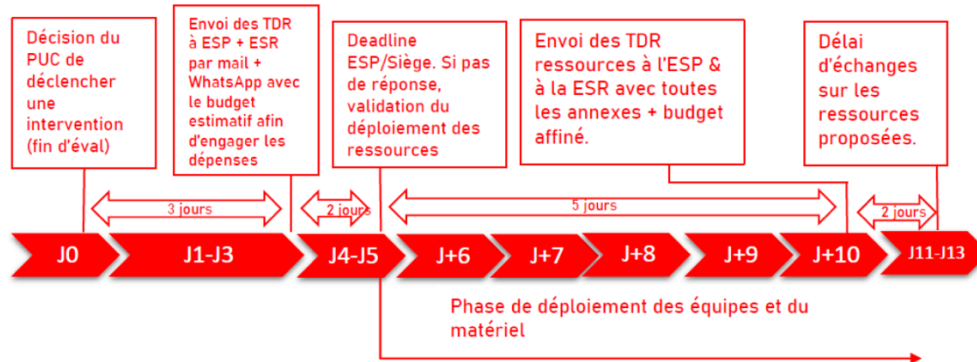 Décision du
PUC de
déclencher
une
intervention
(fin d'éval)
Envoi des TDR
à ESP + ESR
par mail +
WhatsApp avec
le budget
estimatif afin
d'engager les
dépenses
Deadline
ESP/Siège. Si pas
de réponse,
validation du
déploiement des
ressources
Envoi des TDR
ressources à l'ESP &
à la ESR avec toutes
les annexes + budget
affiné.
Délai
d'échanges
sur les
ressources
proposées.
3 jours
2 jours
5 jours
2 jours
J0
J1-J3
J4-J5
J+6
J+7
J+8
J+9
J+10
J11-J13
Phase de déploiement des équipes et du
matériel